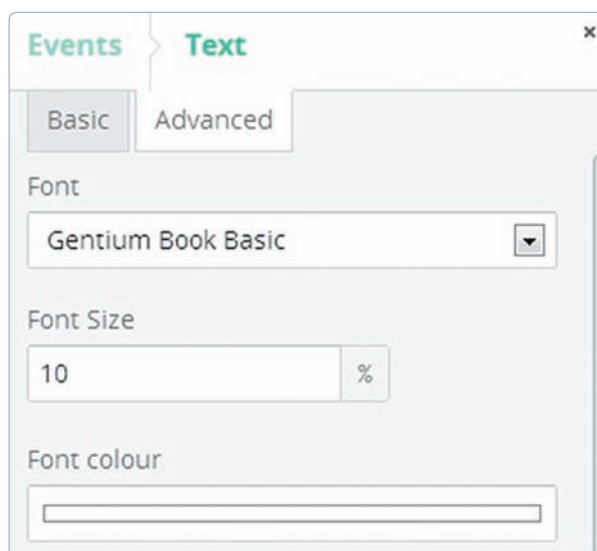 Events Text ×
Basic Advanced
Font
Gentium Book Basic
Font Size
10 %
Font colour